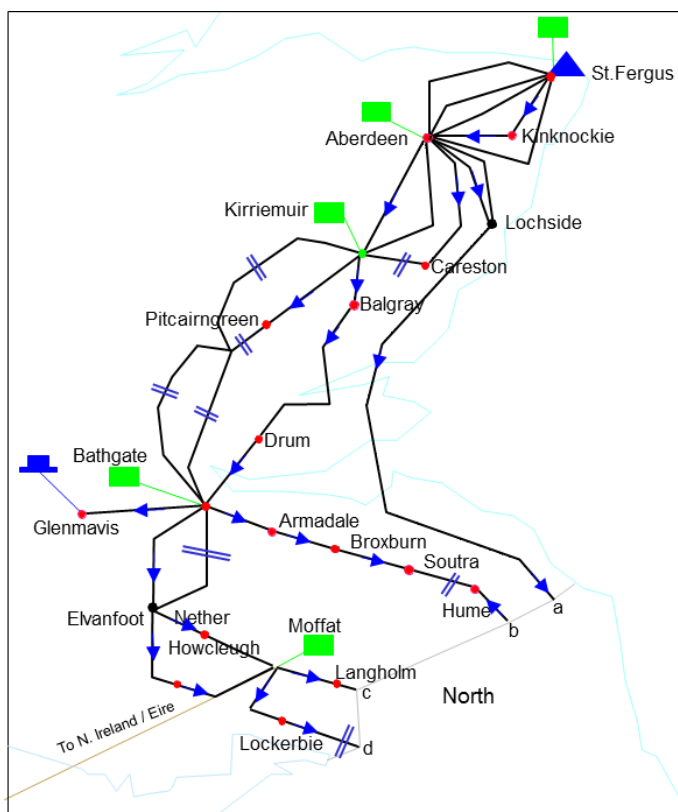 St.Fergus
Aberdeen
Kinknockie
Kirriemuir
Lochside
Careston
Balgray
Pitcairngreen
Drum
Bathgate
Glenmavis
Armadale
Broxburn
Soutra
Hume
a
b
Elvanfoot
Nether
Howcleugh
Moffat
Langholm
c
North
To N. Ireland / Eire
Lockerbie
d